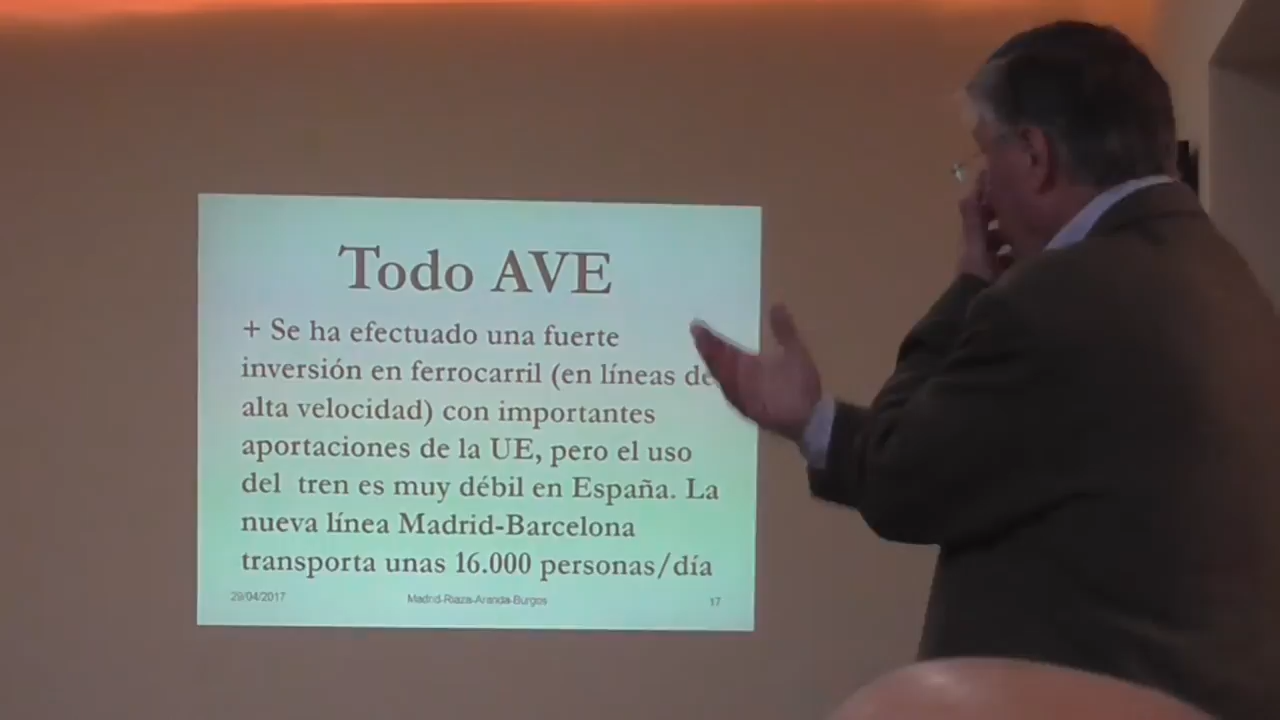 Todo AVE
+ Se ha efectuado una fuerte
inversión en ferrocarril (en líneas de
alta velocidad) con importantes
aportaciones de la UE, pero el uso
del tren es muy débil en España. La
nueva línea Madrid-Barcelona
transporta unas 16.000 personas/día
29/04/2017 Madrid-Riaza-Aranda-Burgos 17